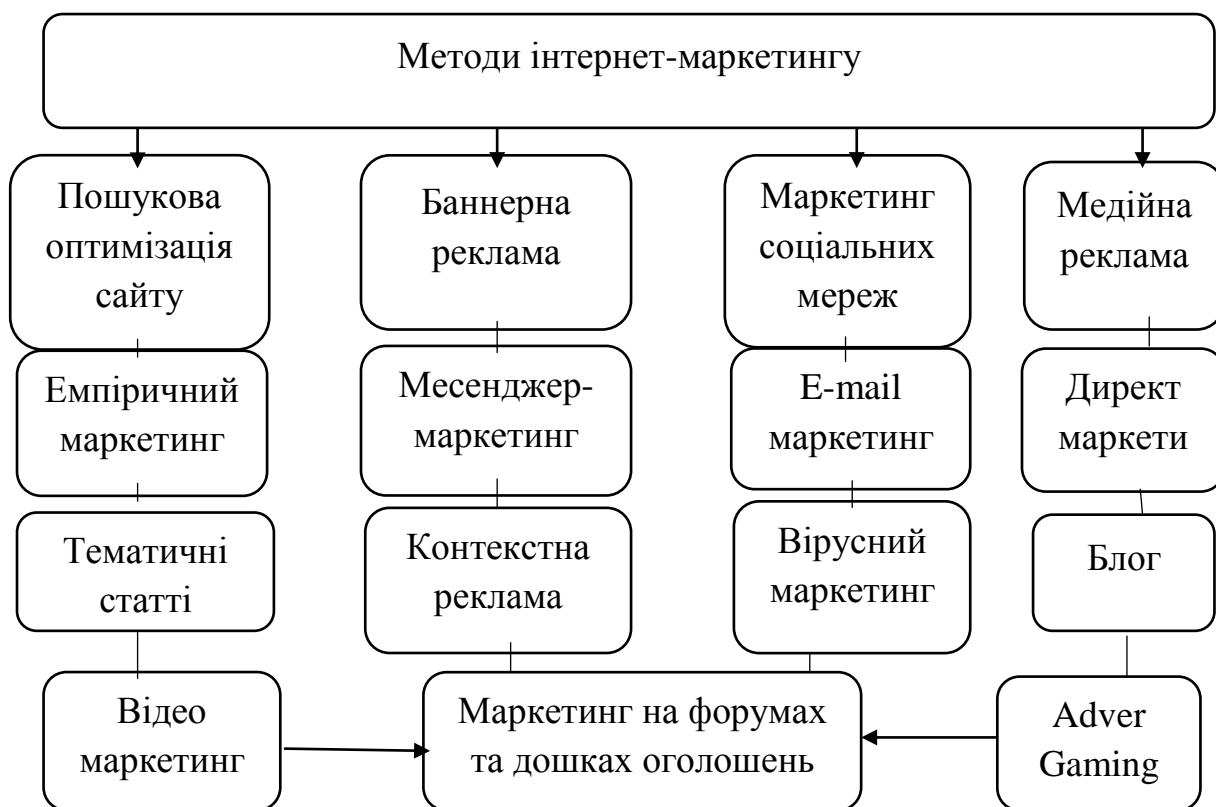 Методи інтернет-маркетингу
Пошукова
оптимізація
сайту
Баннерна
реклама
Маркетинг
соціальних
мереж
Медійна
реклама
Емпіричний
маркетинг
Месенджер-
маркетинг
E-mail
маркетинг
Директ
маркети
Тематичні
статті
Контекстна
реклама
Вірусний
маркетинг
Блог
Відео
маркетинг
Маркетинг на форумах
та дошках оголошень
Adver
Gaming